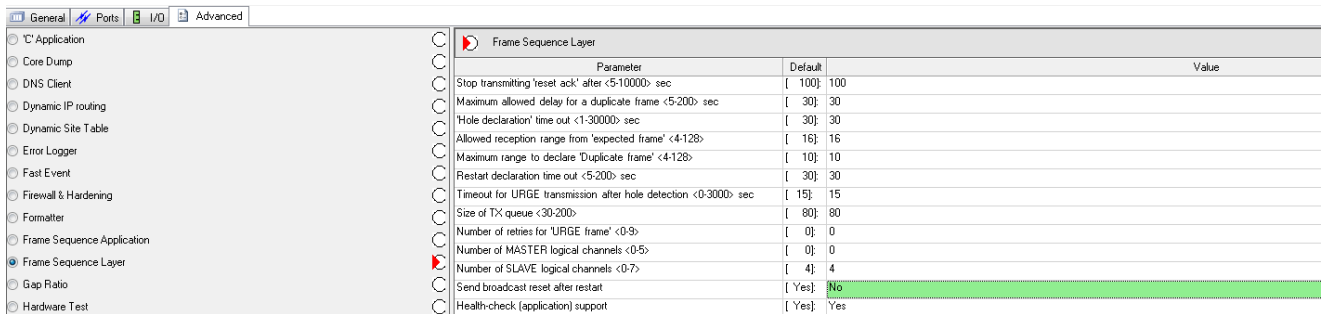 General Ports I/O Advanced
'C' Application
Core Dump
DNS Client
Dynamic IP routing
Dynamic Site Table
Error Logger
Fast Event
Firewall & Hardening
Formatter
Frame Sequence Application
Frame Sequence Layer
Gap Ratio
Hardware Test
Frame Sequence Layer
Parameter Default Value
Stop transmitting 'reset ack' after <5-10000> sec [ 100]: 100
Maximum allowed delay for a duplicate frame <5-200> sec [ 30]: 30
'Hole declaration' time out <1-30000> sec [ 30]: 30
Allowed reception range from 'expected frame' <4-128> [ 16]: 16
Maximum range to declare 'Duplicate frame' <4-128> [ 10]: 10
Restart declaration time out <5-200> sec [ 30]: 30
Timeout for URGE transmission after hole detection <0-3000> sec [ 15]: 15
Size of TX queue <30-200> [ 80]: 80
Number of retries for 'URGE frame' <0-9> [ 0]: 0
Number of MASTER logical channels <0-5> [ 0]: 0
Number of SLAVE logical channels <0-7> [ 4]: 4
Send broadcast reset after restart [ Yes]: No
Health-check (application) support [ Yes]: Yes